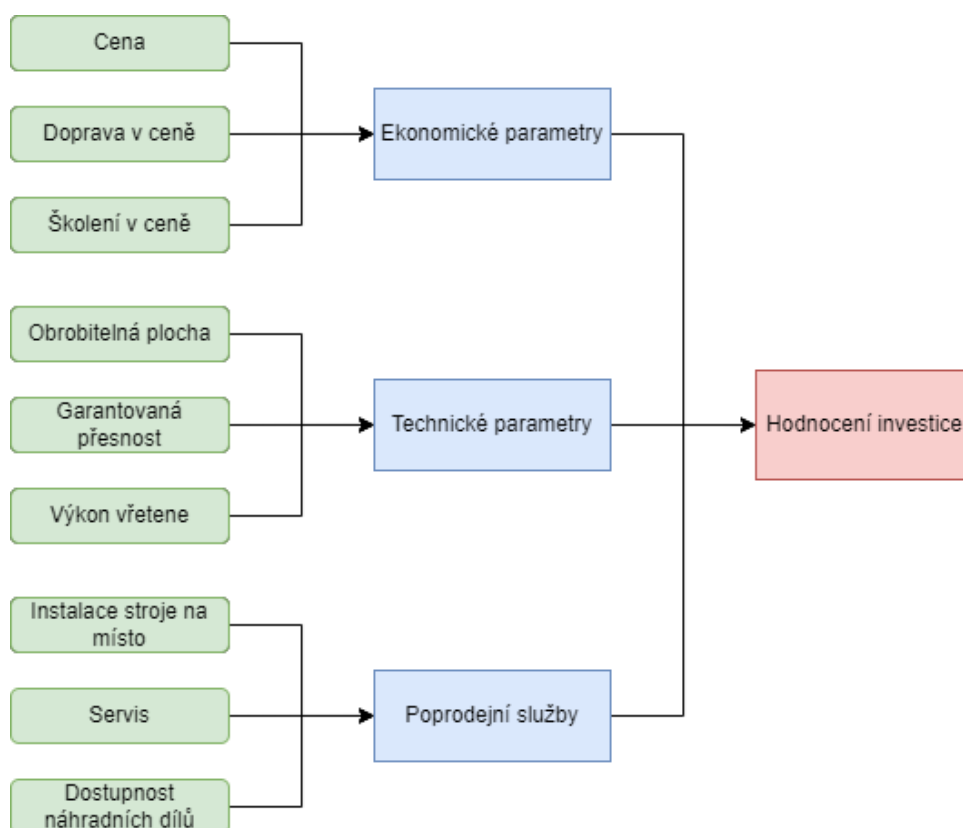 Cena
Doprava v ceně
Školení v ceně
Ekonomické parametry
Obrobitelná plocha
Garantovaná
přesnost
Výkon vřetene
Technické parametry
Instalace stroje na
místo
Servis
Dostupnost
náhradních dílů
Poprodejní služby
Hodnocení investice